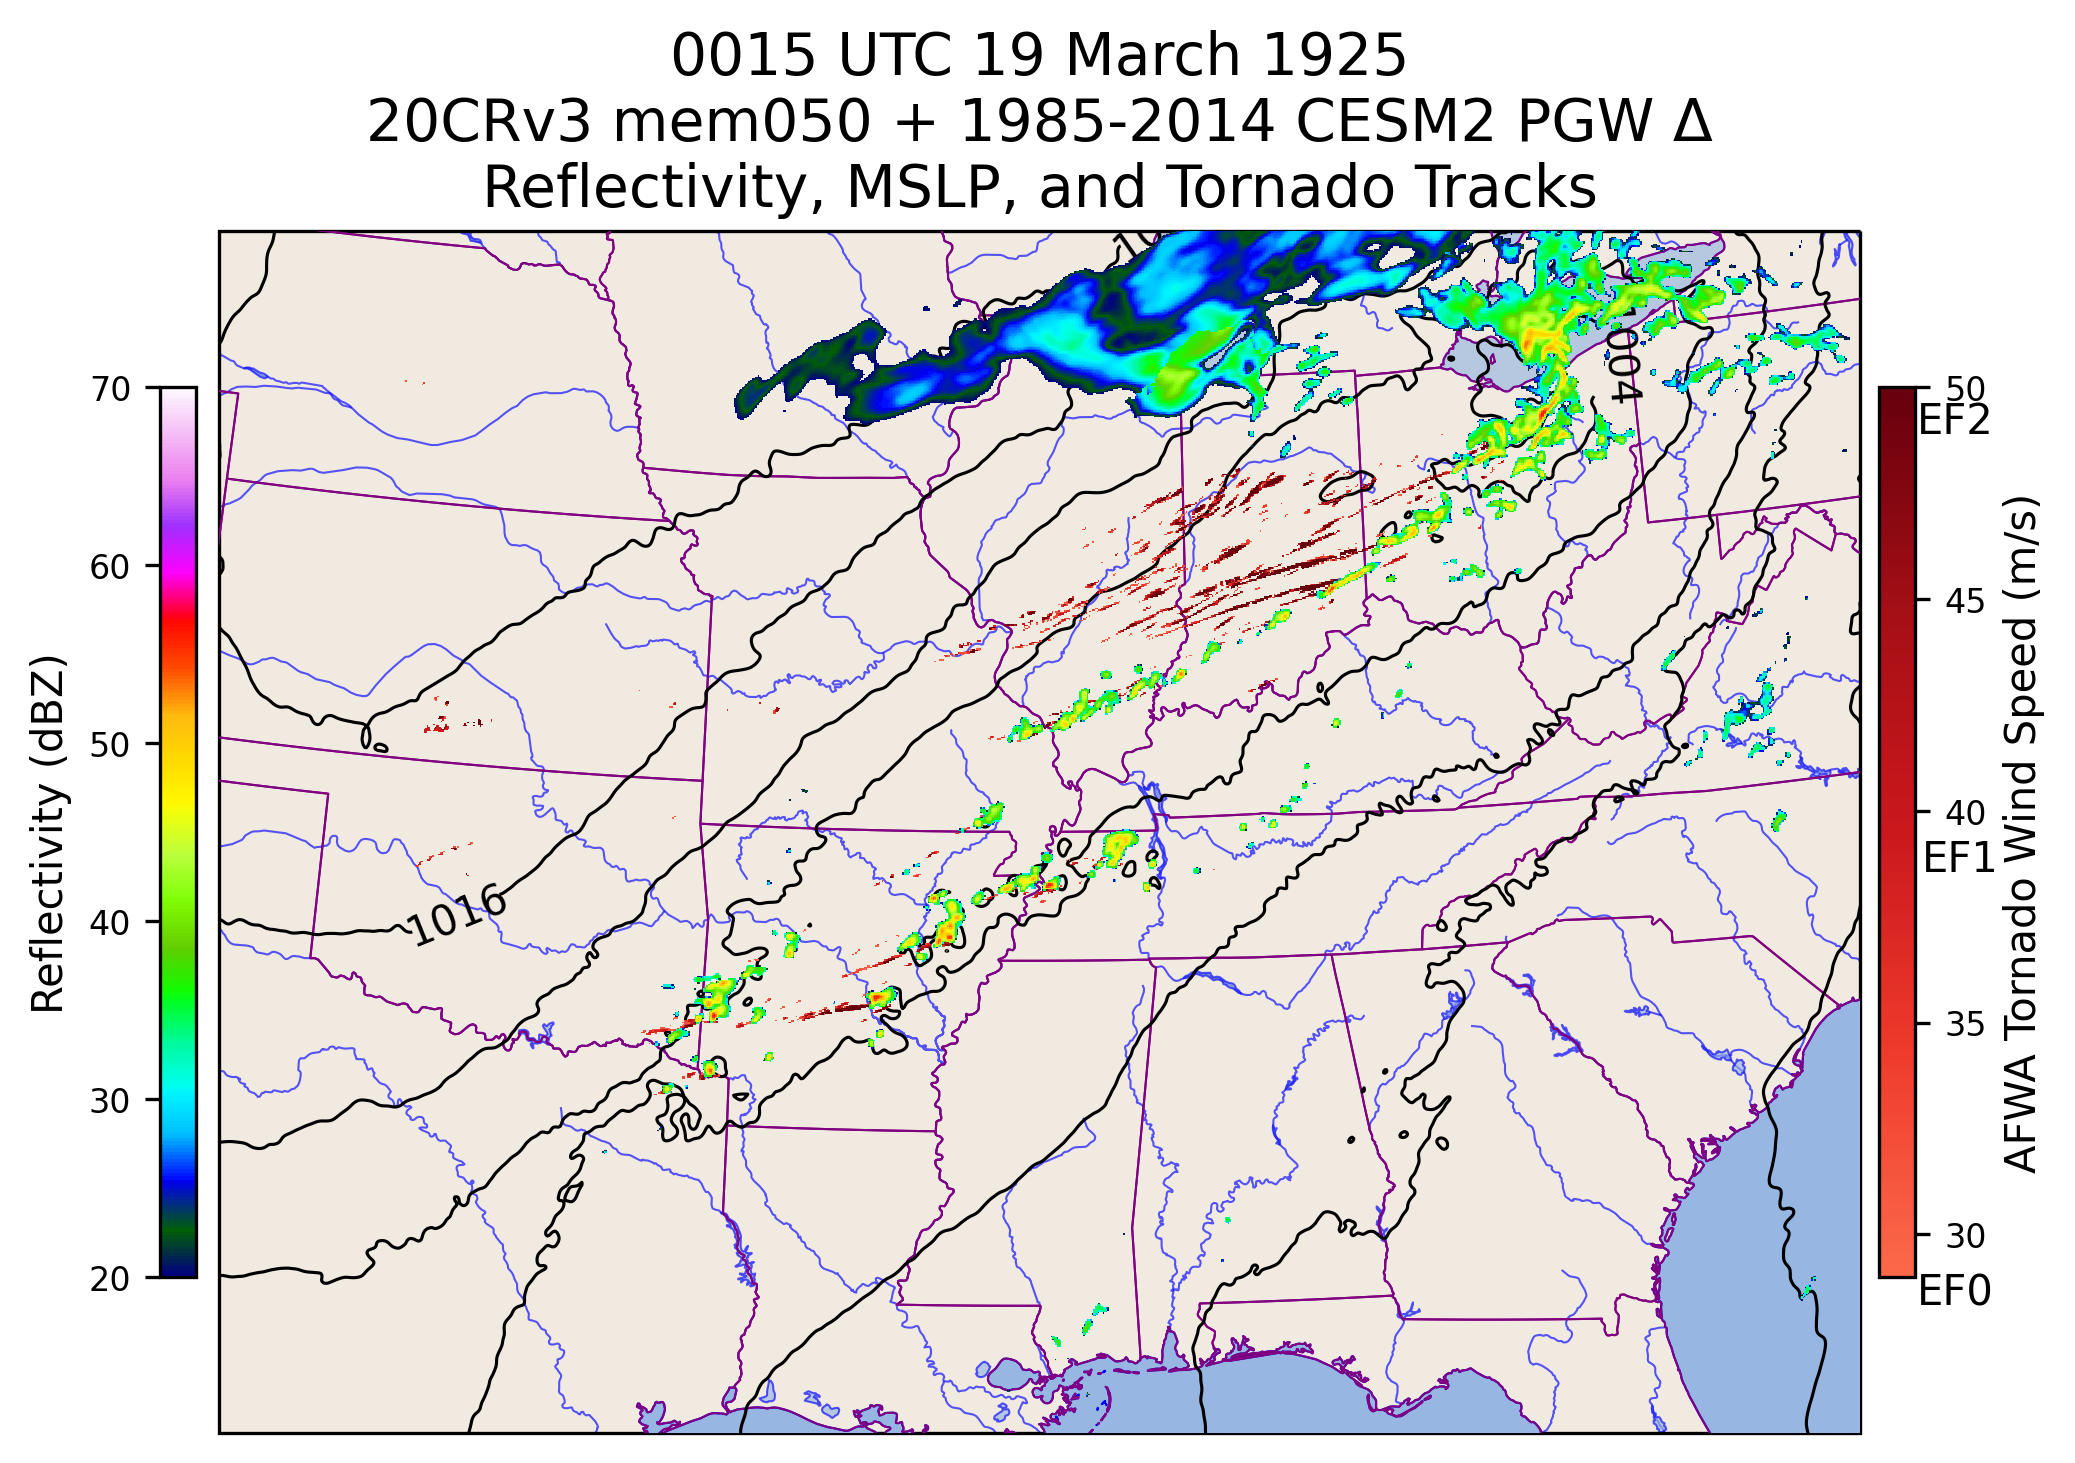 0015 UTC 19 March 1925
20CRv3 mem050 + 1985-2014 CESM2 PGW Δ
Reflectivity, MSLP, and Tornado Tracks
Reflectivity (dBZ)
70
60
50
40
30
20
1004
1016
50
EF2
45
40
EF1
35
30
EF0
AFWA Tornado Wind Speed (m/s)